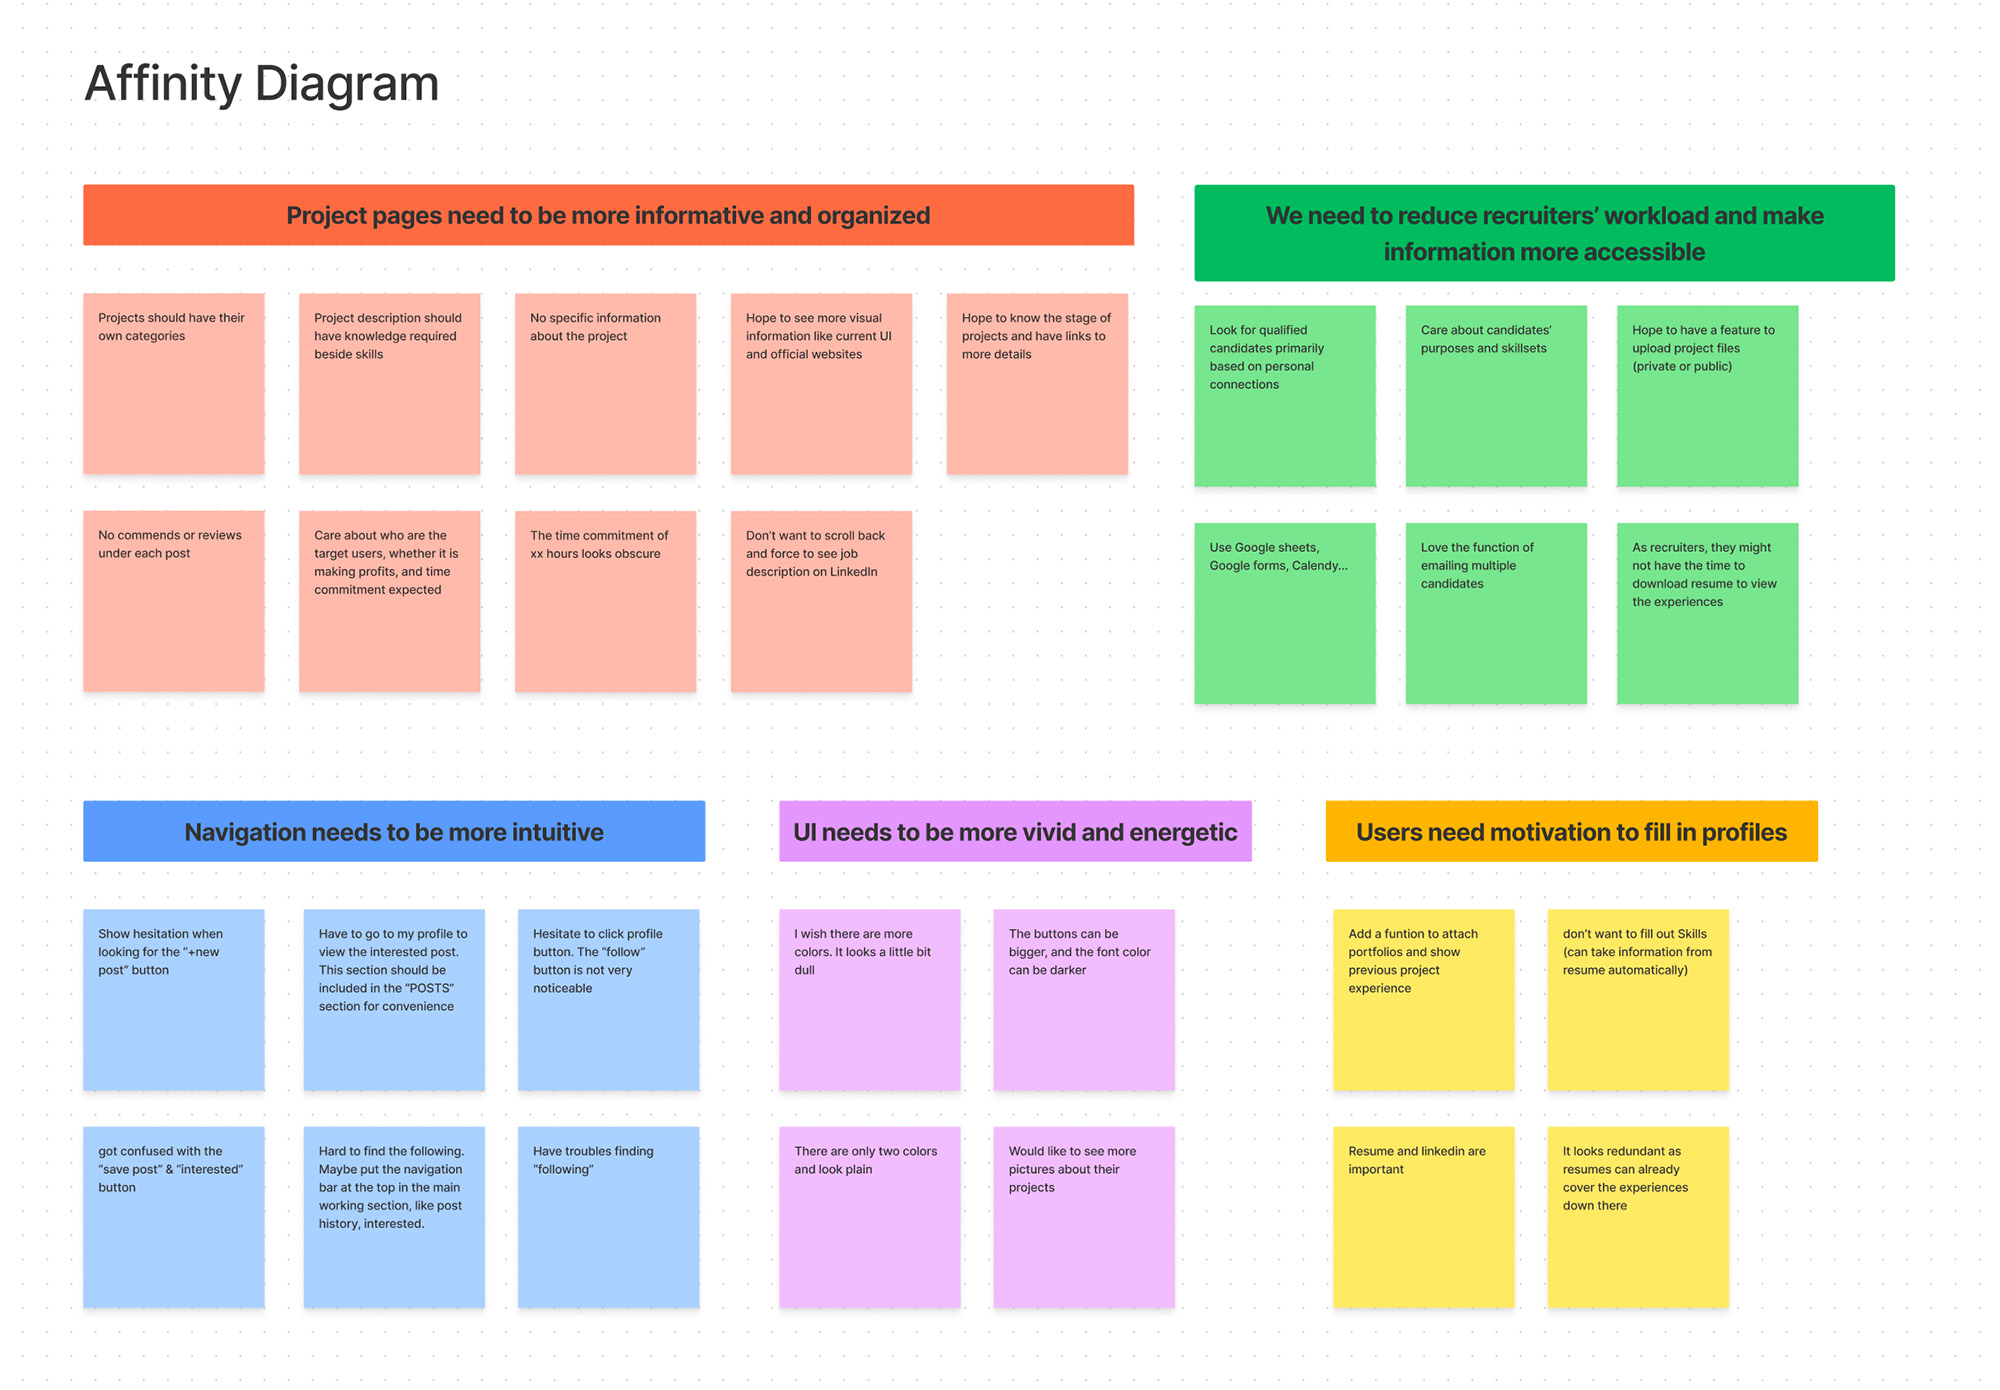 Affinity Diagram
Project pages need to be more informative and organized
Projects should have their
own categories
Project description should
have knowledge required
beside skills
No specific information
about the project
Hope to see more visual
information like current UI
and official websites
Hope to know the stage of
projects and have links to
more details
No commends or reviews
under each post
Care about who are the
target users, whether it is
making profits, and time
commitment expected
The time commitment of
xx hours looks obscure
Don't want to scroll back
and force to see job
description on LinkedIn
We need to reduce recruiters' workload and make
information more accessible
Look for qualified
candidates primarily
based on personal
connections
Care about candidates'
purposes and skillsets
Hope to have a feature to
upload project files
(private or public)
Use Google sheets,
Google forms, Calendy...
Love the function of
emailing multiple
candidates
As recruiters, they might
not have the time to
download resume to view
the experiences
Navigation needs to be more intuitive
Show hesitation when
looking for the "+new
post" button
Have to go to my profile to
view the interested post.
This section should be
included in the "POSTS"
section for convenience
Hesitate to click profile
button. The "follow"
button is not very
noticeable
got confused with the
"save post" & "interested"
button
Hard to find the following.
Maybe put the navigation
bar at the top in the main
working section, like post
history, interested.
Have troubles finding
"following"
UI needs to be more vivid and energetic
I wish there are more
colors. It looks a little bit
dull
The buttons can be
bigger, and the font color
can be darker
There are only two colors
and look plain
Would like to see more
pictures about their
projects
Users need motivation to fill in profiles
Add a funtion to attach
portfolios and show
previous project
experience
don't want to fill out Skills
(can take information from
resume automatically)
Resume and linkedin are
important
It looks redundant as
resumes can already
cover the experiences
down there